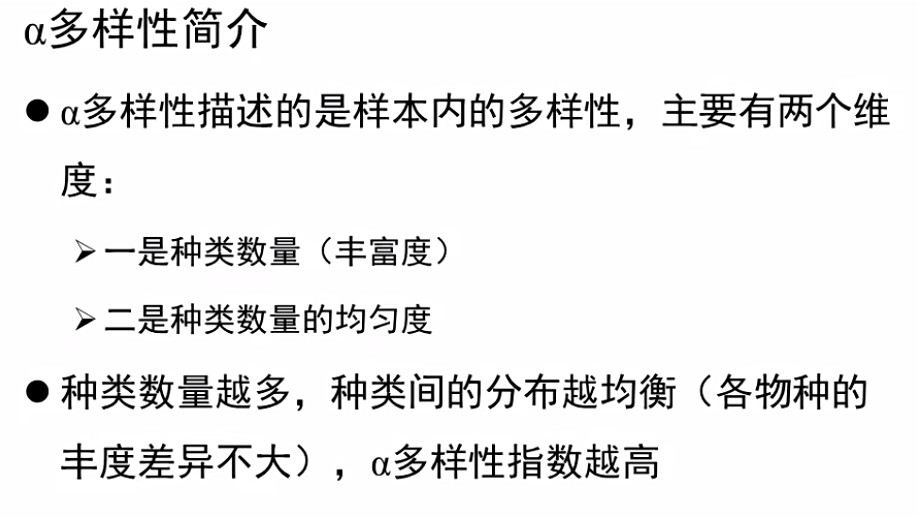 α多样性简介
●α多样性描述的是样本内的多样性，主要有两个维
度：
➢一是种类数量（丰富度）
➢二是种类数量的均匀度
●种类数量越多，种类间的分布越均衡（各物种的
丰度差异不大），α多样性指数越高